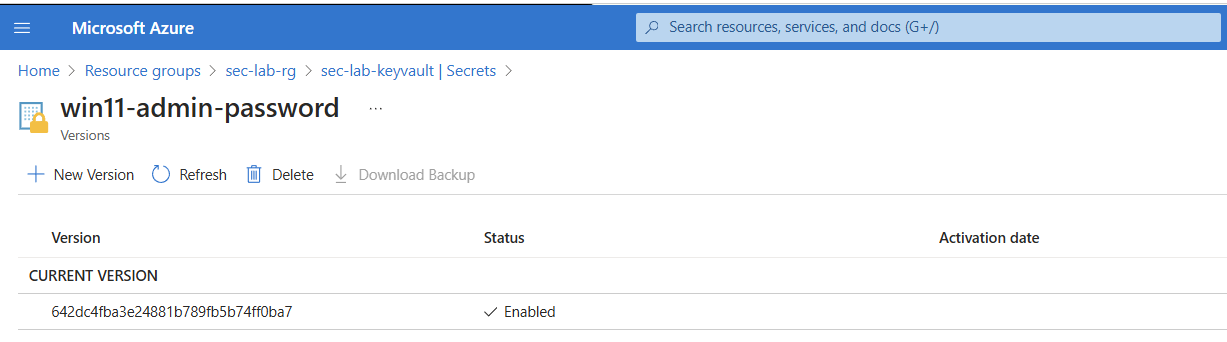 Microsoft Azure
Search resources, services, and docs (G+/)
Home > Resource groups > sec-lab-rg > sec-lab-keyvault | Secrets >
win11-admin-password ...
Versions
New Version Refresh Delete Download Backup
Version Status Activation date
CURRENT VERSION
642dc4fba3e24881b789fb5b74ff0ba7 Enabled